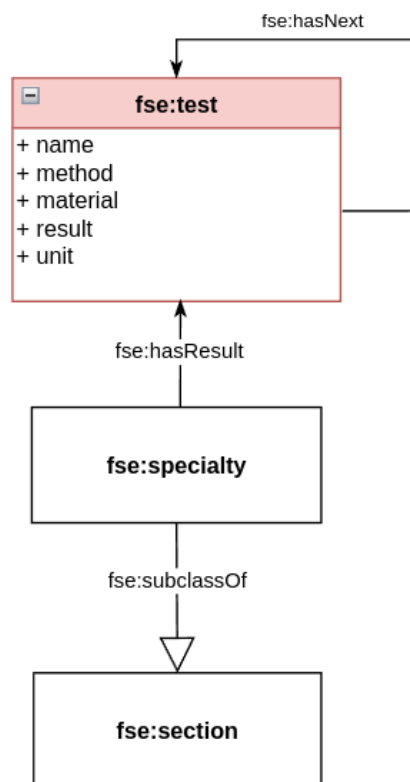 fse:hasNext
fse:test
+ name
+ method
+ material
+ result
+ unit
fse:hasResult
fse:specialty
fse:subclassOf
fse:section